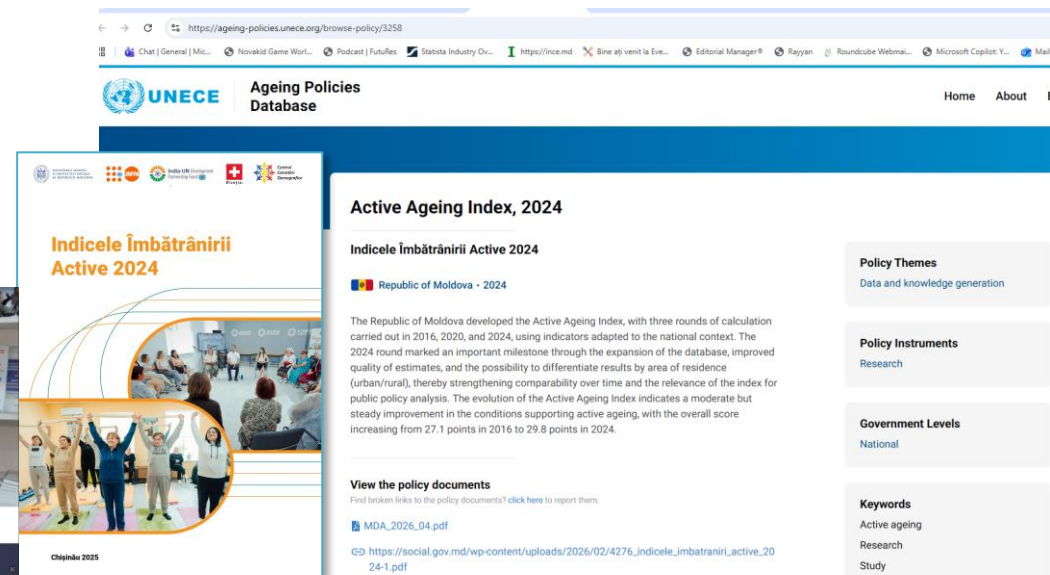 https://ageing-policies.unece.org/browse-policy/3258
Chat | General | Mic...
Novakid Game Worl...
Podcast | FutuRes
Statista Industry Ov...
https://ince.md
Bine ați venit la Eve...
Editorial Manager®
Rayyan
Roundcube Webmai...
Microsoft Copilot: Y...
Mail
UNECE
Ageing Policies
Database
Home About
India-UN Development
Partnership Fund
Elveția.
Centrul
Cercetări
Demografice
Indicele Îmbătrânirii
Active 2024
Chișinău 2025
Active Ageing Index, 2024
Indicele Îmbătrânirii Active 2024
Republic of Moldova • 2024
The Republic of Moldova developed the Active Ageing Index, with three rounds of calculation
carried out in 2016, 2020, and 2024, using indicators adapted to the national context. The
2024 round marked an important milestone through the expansion of the database, improved
quality of estimates, and the possibility to differentiate results by area of residence
(urban/rural), thereby strengthening comparability over time and the relevance of the index for
public policy analysis. The evolution of the Active Ageing Index indicates a moderate but
steady improvement in the conditions supporting active ageing, with the overall score
increasing from 27.1 points in 2016 to 29.8 points in 2024.
View the policy documents
Find broken links to the policy documents? click here to report them.
MDA_2026_04.pdf
https://social.gov.md/wp-content/uploads/2026/02/4276_indicele_imbatraniri_active_20
24-1.pdf
Policy Themes
Data and knowledge generation
Policy Instruments
Research
Government Levels
National
Keywords
Active ageing
Research
Study